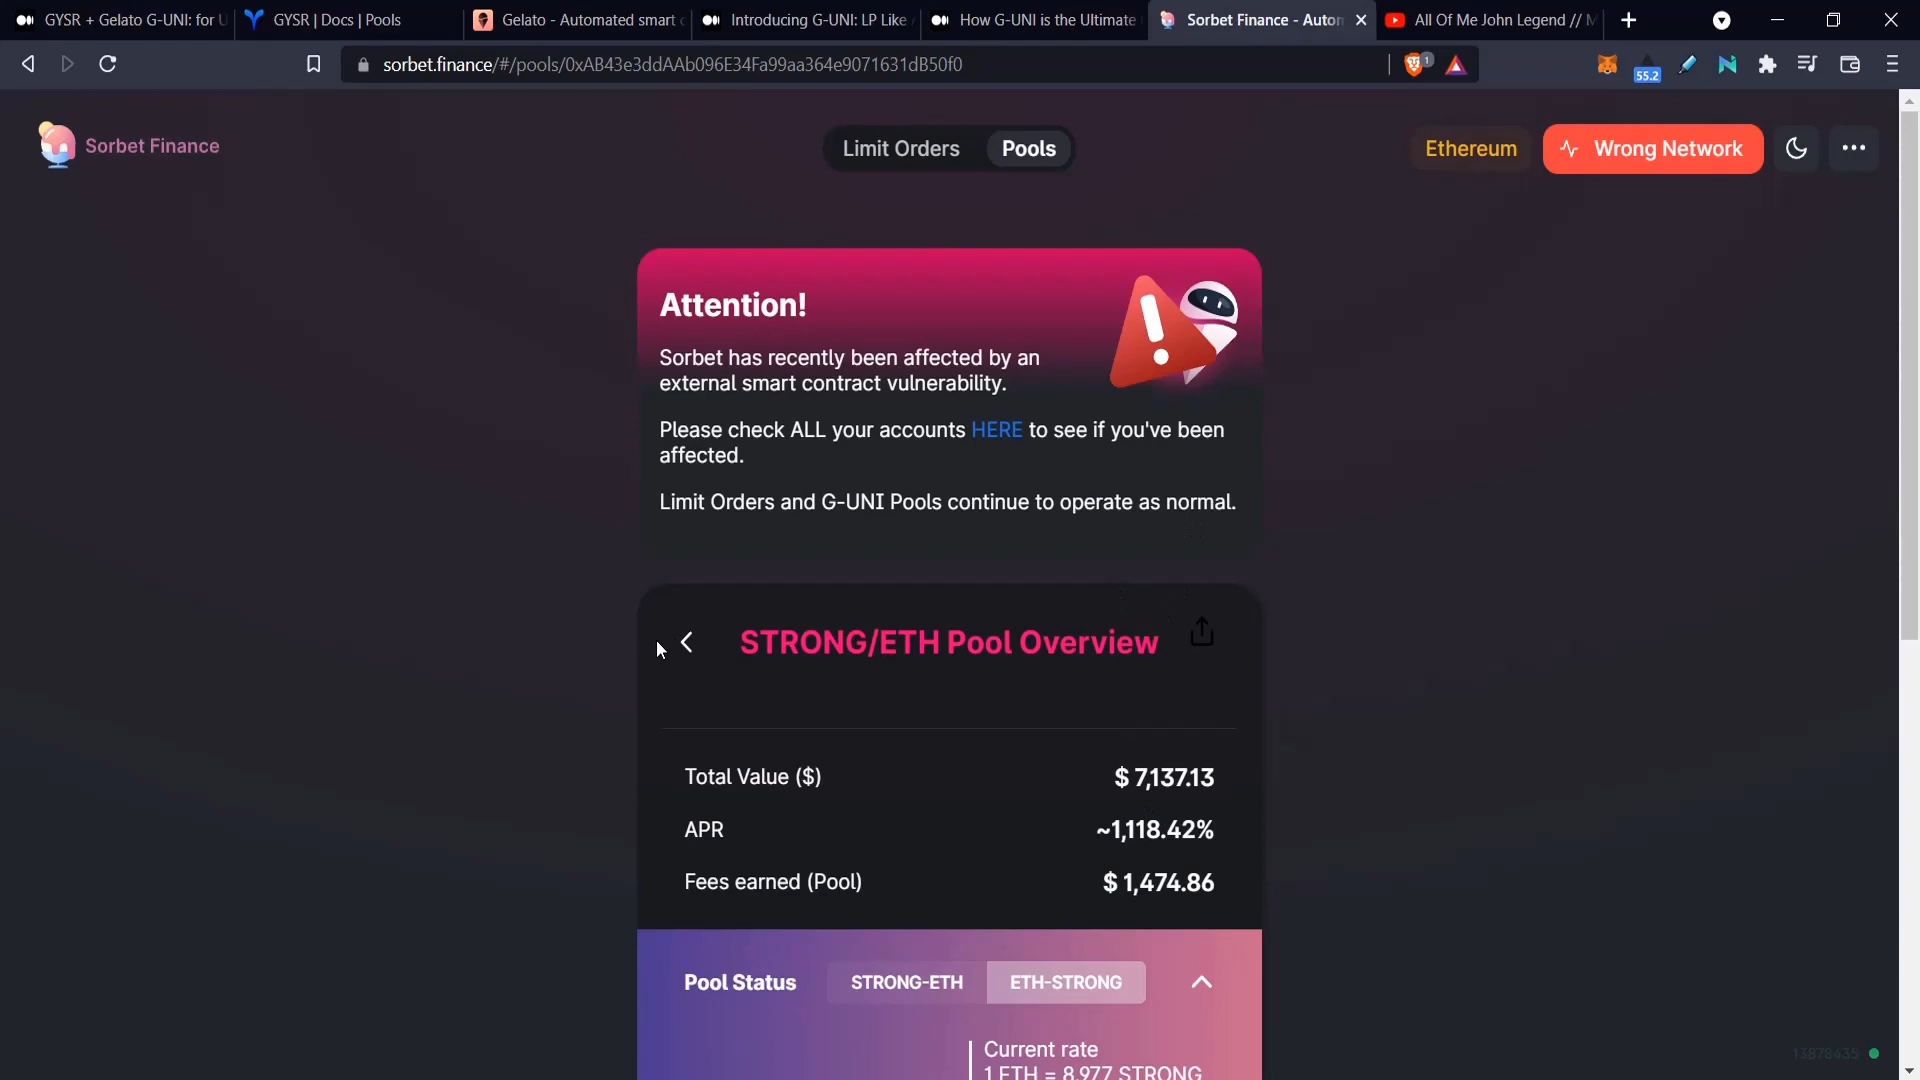 GYSR + Gelato G-UNI: for U
GYSR | Docs | Pools
Gelato - Automated smart c
Introducing G-UNI: LP Like A
How G-UNI is the Ultimate
Sorbet Finance - Autom
All Of Me John Legend // M
sorbet.finance/#/pools/0xAB43e3ddAAb096E34Fa99aa364e9071631dB50f0
1
55.2
Sorbet Finance
Limit Orders
Pools
Ethereum
Wrong Network
Attention!
Sorbet has recently been affected by an
external smart contract vulnerability.
Please check ALL your accounts HERE to see if you've been
affected.
Limit Orders and G-UNI Pools continue to operate as normal.
STRONG/ETH Pool Overview
Total Value ($)
$ 7,137.13
APR
~1,118.42%
Fees earned (Pool)
$ 1,474.86
Pool Status
STRONG-ETH
ETH-STRONG
Current rate
1 ETH = 8.977 STRONG
13878435